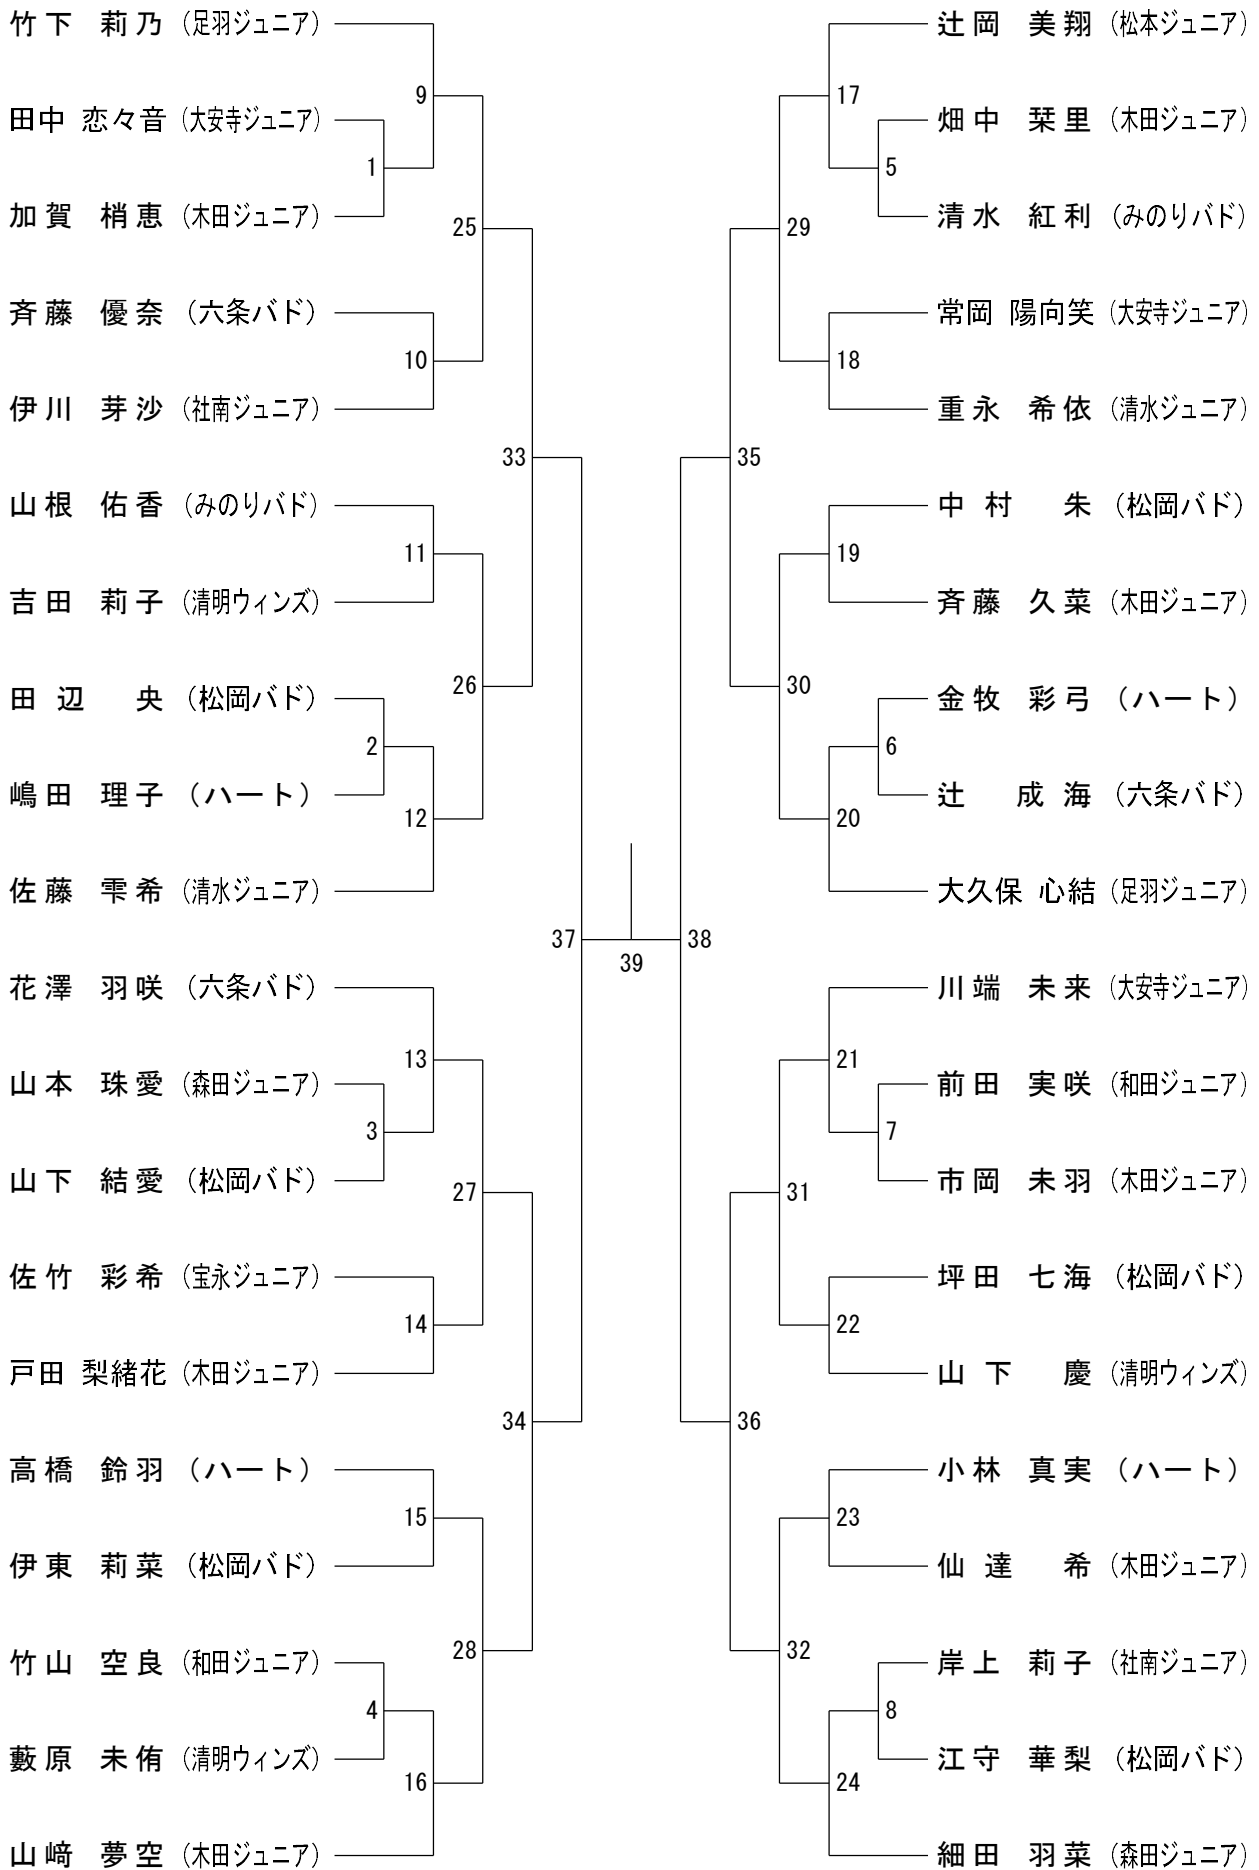 竹下 莉乃 (足羽ジュニア)
9
田中 恋々音 (大安寺ジュニア)
1
加賀 梢恵 (木田ジュニア)
25
斉藤 優奈 (六条バド)
10
伊川 芽沙 (社南ジュニア)
33
山根 佑香 (みのりバド)
11
吉田 莉子 (清明ウィンズ)
26
田辺 央 (松岡バド)
2
嶋田 理子 (ハート)
12
佐藤 雫希 (清水ジュニア)
37
花澤 羽咲 (六条バド)
13
山本 珠愛 (森田ジュニア)
3
山下 結愛 (松岡バド)
27
佐竹 彩希 (宝永ジュニア)
14
戸田 梨緒花 (木田ジュニア)
34
高橋 鈴羽 (ハート)
15
伊東 莉菜 (松岡バド)
28
竹山 空良 (和田ジュニア)
4
藪原 未侑 (清明ウィンズ)
16
山﨑 夢空 (木田ジュニア)
39
辻岡 美翔 (松本ジュニア)
17
畑中 栞里 (木田ジュニア)
5
清水 紅利 (みのりバド)
29
常岡 陽向笑 (大安寺ジュニア)
18
重永 希依 (清水ジュニア)
35
中村 朱 (松岡バド)
19
斉藤 久菜 (木田ジュニア)
30
金牧 彩弓 (ハート)
6
辻 成海 (六条バド)
20
大久保 心結 (足羽ジュニア)
38
川端 未来 (大安寺ジュニア)
21
前田 実咲 (和田ジュニア)
7
市岡 未羽 (木田ジュニア)
31
坪田 七海 (松岡バド)
22
山下 慶 (清明ウィンズ)
36
小林 真実 (ハート)
23
仙達 希 (木田ジュニア)
32
岸上 莉子 (社南ジュニア)
8
江守 華梨 (松岡バド)
24
細田 羽菜 (森田ジュニア)